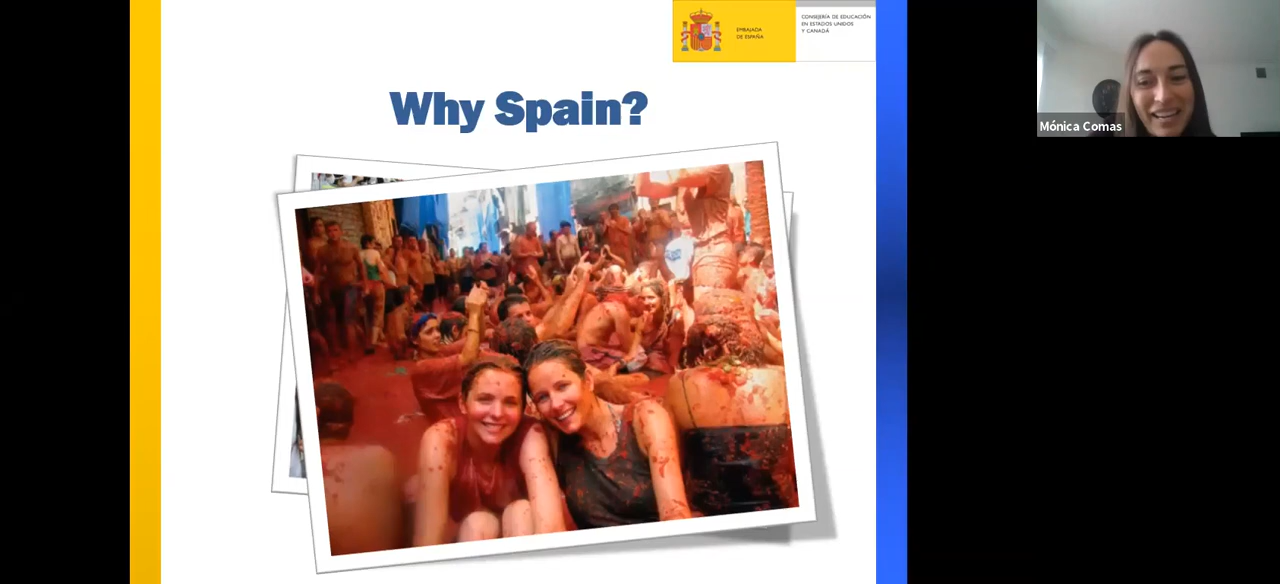 EMBAJADA
DE ESPAÑA
CONSEJERÍA DE EDUCACIÓN
EN ESTADOS UNIDOS
Y CANADÁ
Why Spain?
Mónica Comas